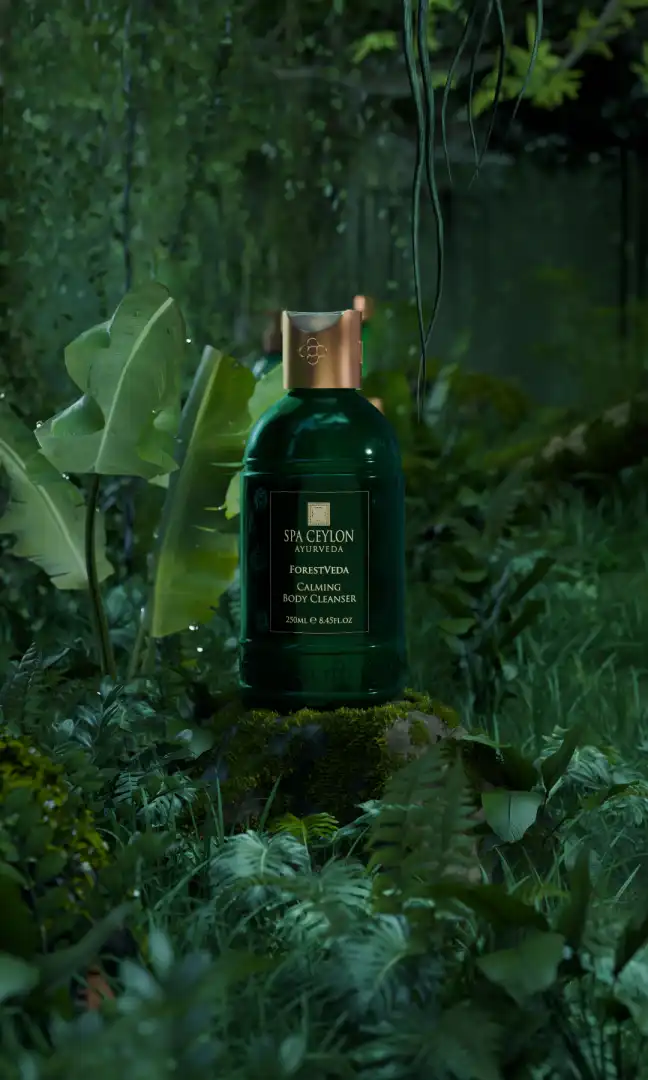 SPA CEYLON
AYURVEDA
FORESTVEDA
CALMING
BODY CLEANSER
250ML e 8.45FL.OZ